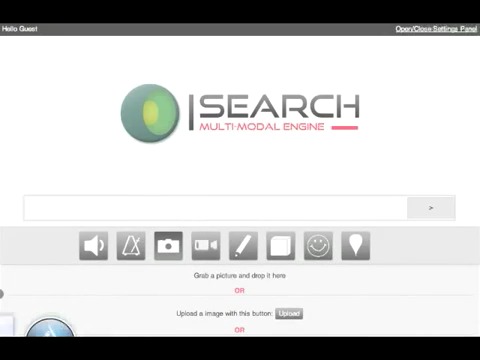 Hello Guest
Open/Close Settings Panel
|SEARCH
MULTI-MODAL ENGINE
>
Grab a picture and drop it here
OR
Upload a image with this button: Upload
OR